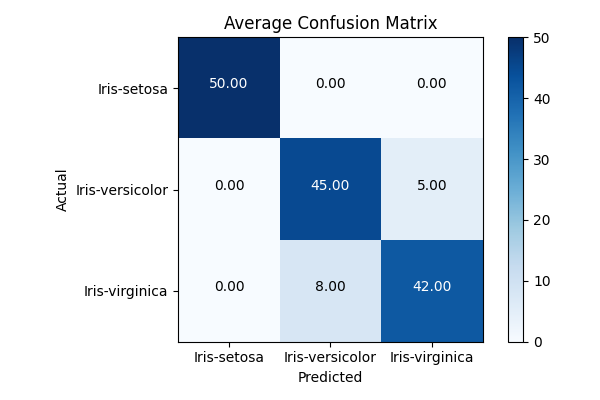 Average Confusion Matrix
Actual
Iris-setosa 50.00 0.00 0.00
Iris-versicolor 0.00 45.00 5.00
Iris-virginica 0.00 8.00 42.00
Iris-setosa Iris-versicolor Iris-virginica
Predicted
50
40
30
20
10
0